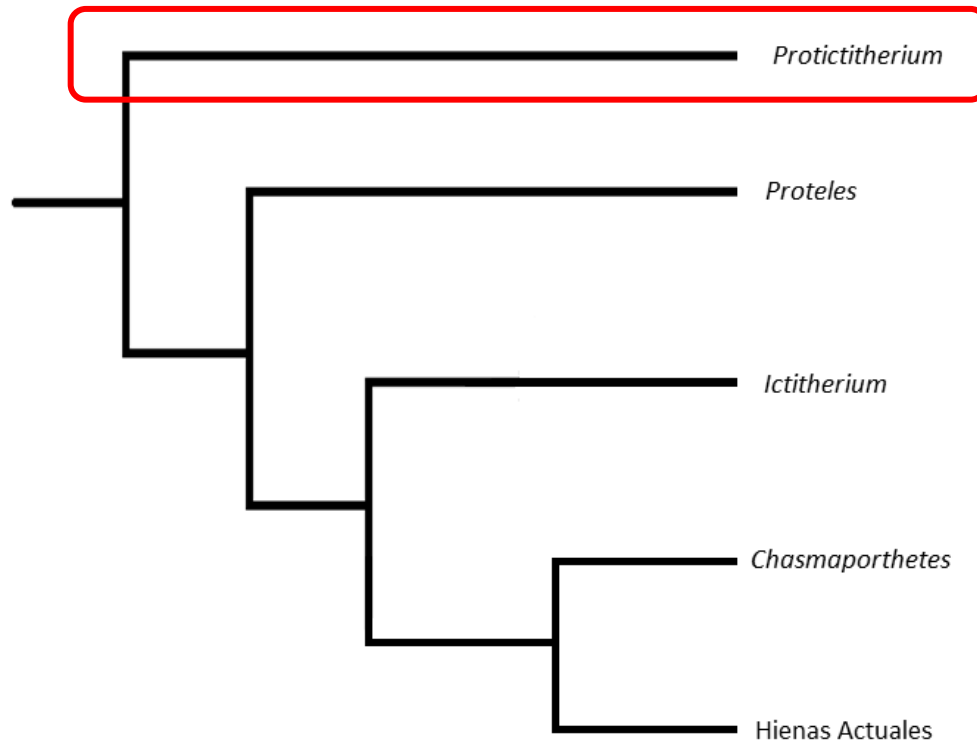 Protictitherium
Proteles
Ictitherium
Chasmaporthetes
Hienas Actuales